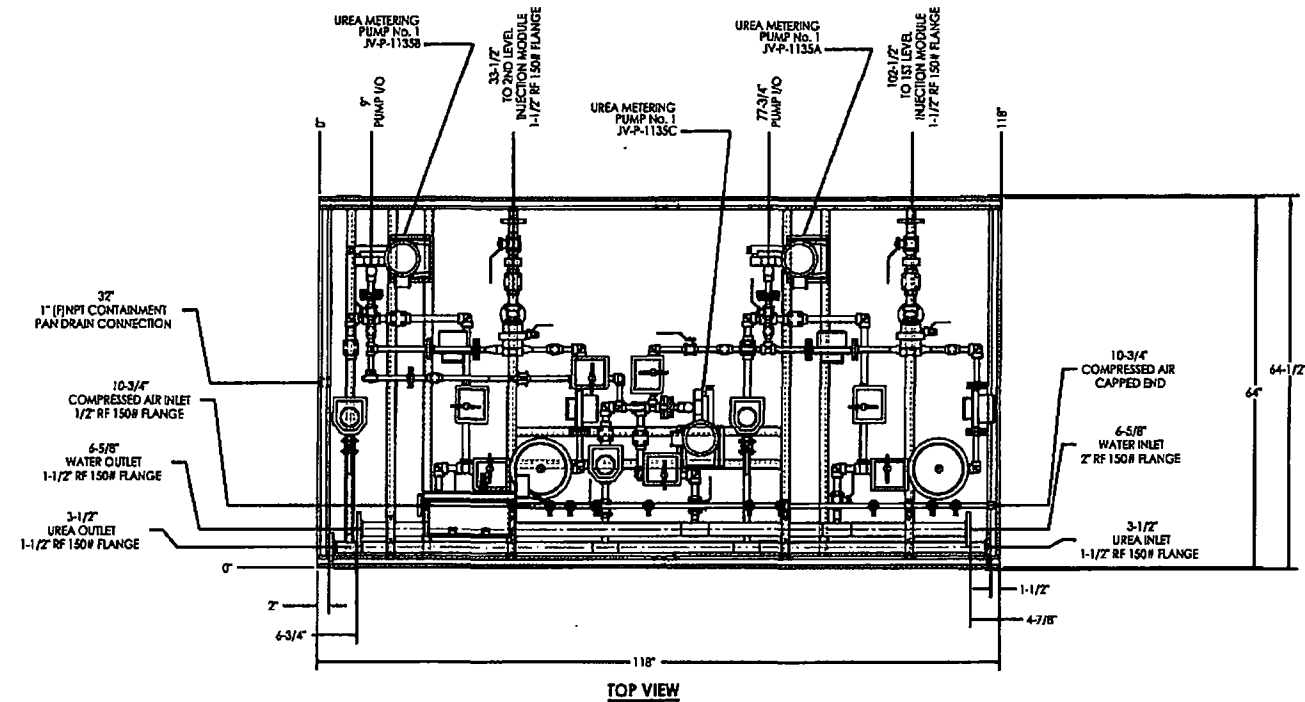 UREA METERING
PUMP No. 1
JV-P-1135B
UREA METERING
PUMP No. 1
JV-P-1135A
UREA METERING
PUMP No. 1
JV-P-1135C
0"
9"
PUMP I/O
33-1/2"
TO 2ND LEVEL
INJECTION MODULE
1-1/2" RF 150# FLANGE
77-3/4"
PUMP I/O
102-1/2"
TO 1ST LEVEL
INJECTION MODULE
1-1/2" RF 150# FLANGE
118"
32"
1" (F)NPT CONTAINMENT
PAN DRAIN CONNECTION
10-3/4"
COMPRESSED AIR INLET
1/2" RF 150# FLANGE
6-5/8"
WATER OUTLET
1-1/2" RF 150# FLANGE
3-1/2"
UREA OUTLET
1-1/2" RF 150# FLANGE
0"
10-3/4"
COMPRESSED AIR
CAPPED END
6-5/8"
WATER INLET
2" RF 150# FLANGE
3-1/2"
UREA INLET
1-1/2" RF 150# FLANGE
64"
64-1/2"
2"
6-3/4"
1-1/2"
4-7/8"
118"
TOP VIEW